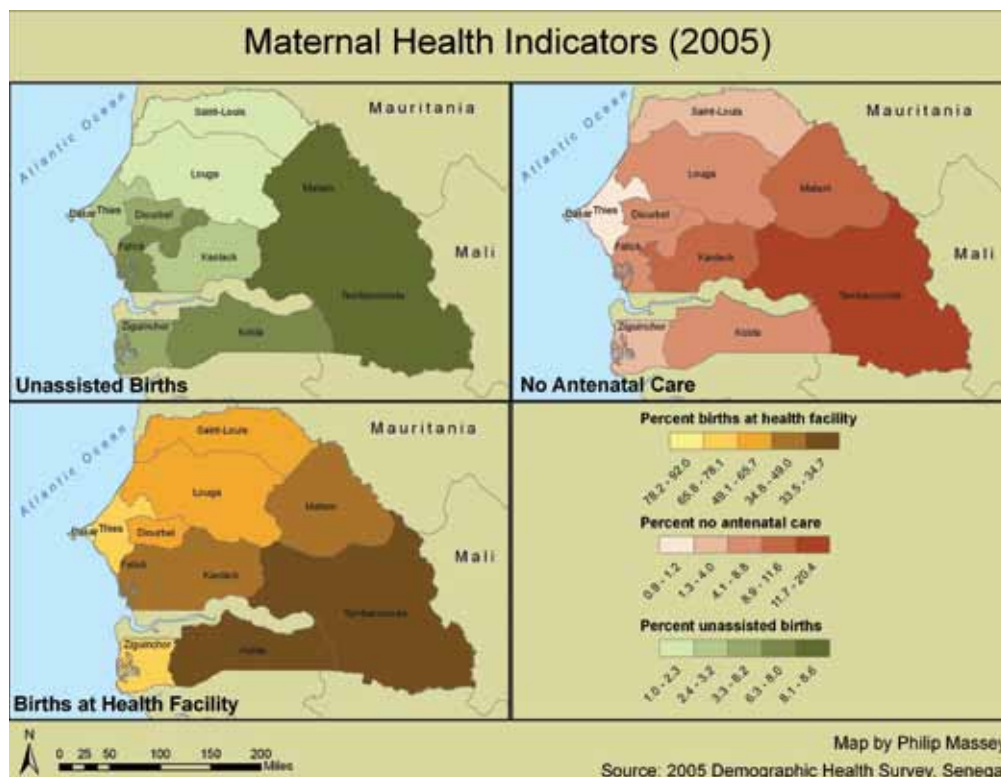 Maternal Health Indicators (2005)
Atlantic Ocean
Mauritania
Saint-Louis
Louga
Matam
Dakar
Thies
Diourbel
Mali
Fatick
Kaolack
Tambacounda
Ziguinchor
Kolda
Unassisted Births
Atlantic Ocean
Mauritania
Saint-Louis
Louga
Matam
Dakar
Thies
Diourbel
Mali
Fatick
Kaolack
Tambacounda
Ziguinchor
Kolda
No Antenatal Care
Atlantic Ocean
Mauritania
Saint-Louis
Louga
Matam
Dakar
Thies
Diourbel
Mali
Fatick
Kaolack
Tambacounda
Ziguinchor
Kolda
Births at Health Facility
Percent births at health facility
78.2 - 92.0
65.8 - 78.1
49.1 - 65.7
34.8 - 49.0
33.5 - 34.7
Percent no antenatal care
0.9 - 1.2
1.3 - 4.0
4.1 - 8.8
8.9 - 11.6
11.7 - 20.4
Percent unassisted births
1.0 - 2.3
2.4 - 3.2
3.3 - 6.2
6.3 - 8.0
N
0 25 50 100 150 200
Miles
Map by Philip Massey
Source: 2005 Demographic Health Survey, Senegal